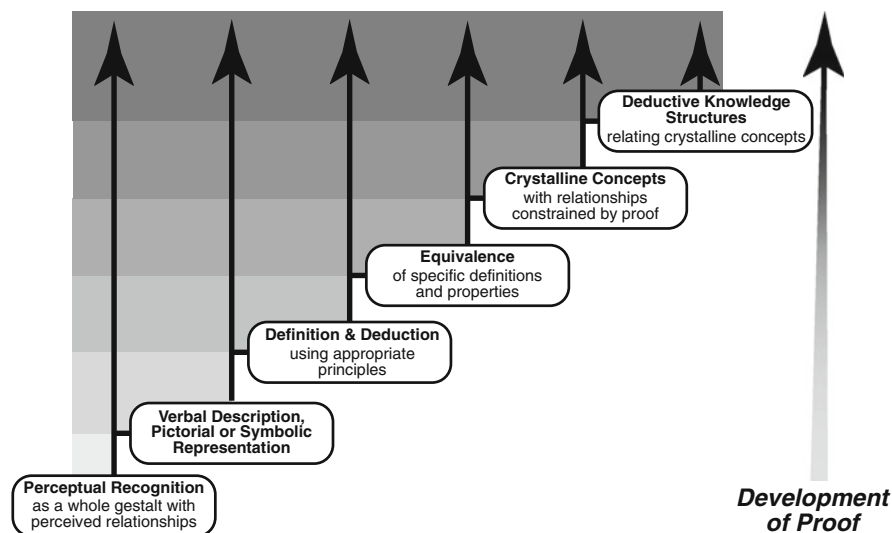 Deductive Knowledge
Structures
relating crystalline concepts
Crystalline Concepts
with relationships
constrained by proof
Equivalence
of specific definitions
and properties
Definition & Deduction
using appropriate
principles
Verbal Description,
Pictorial or Symbolic
Representation
Perceptual Recognition
as a whole gestalt with
perceived relationships
Development
of Proof